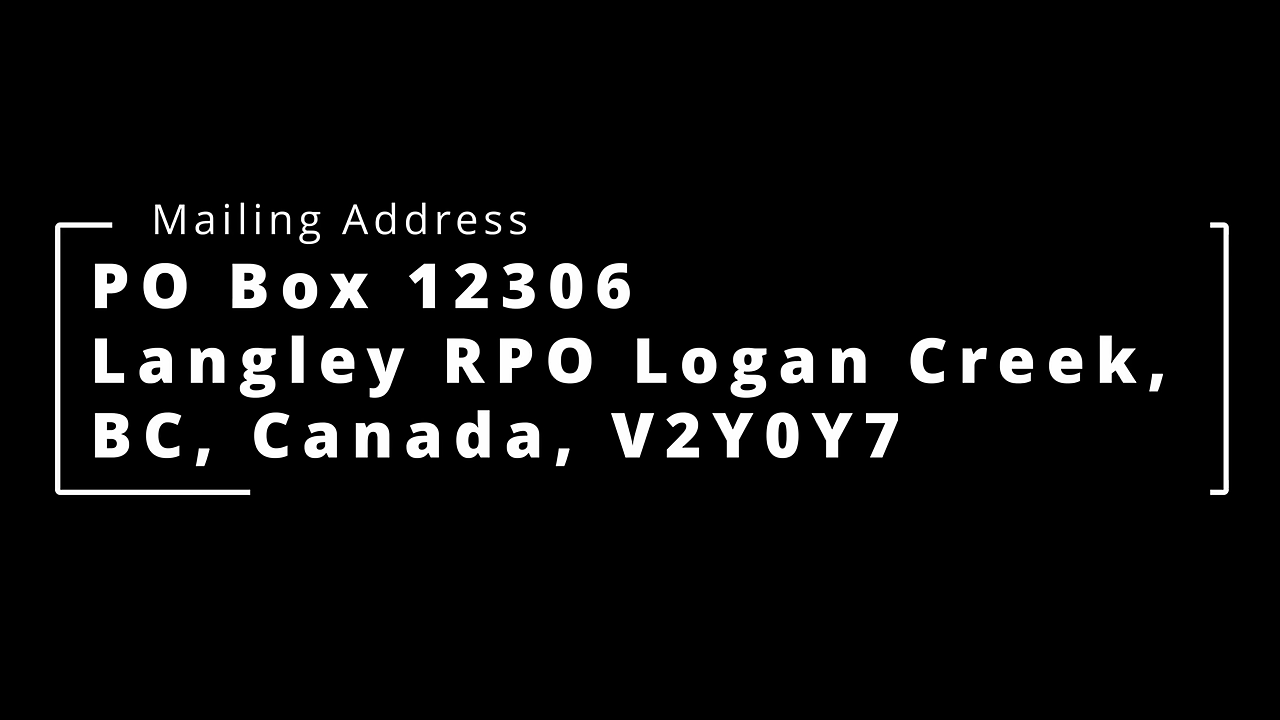 Mailing Address
PO Box 12306
Langley RPO Logan Creek,
BC, Canada, V2Y0Y7